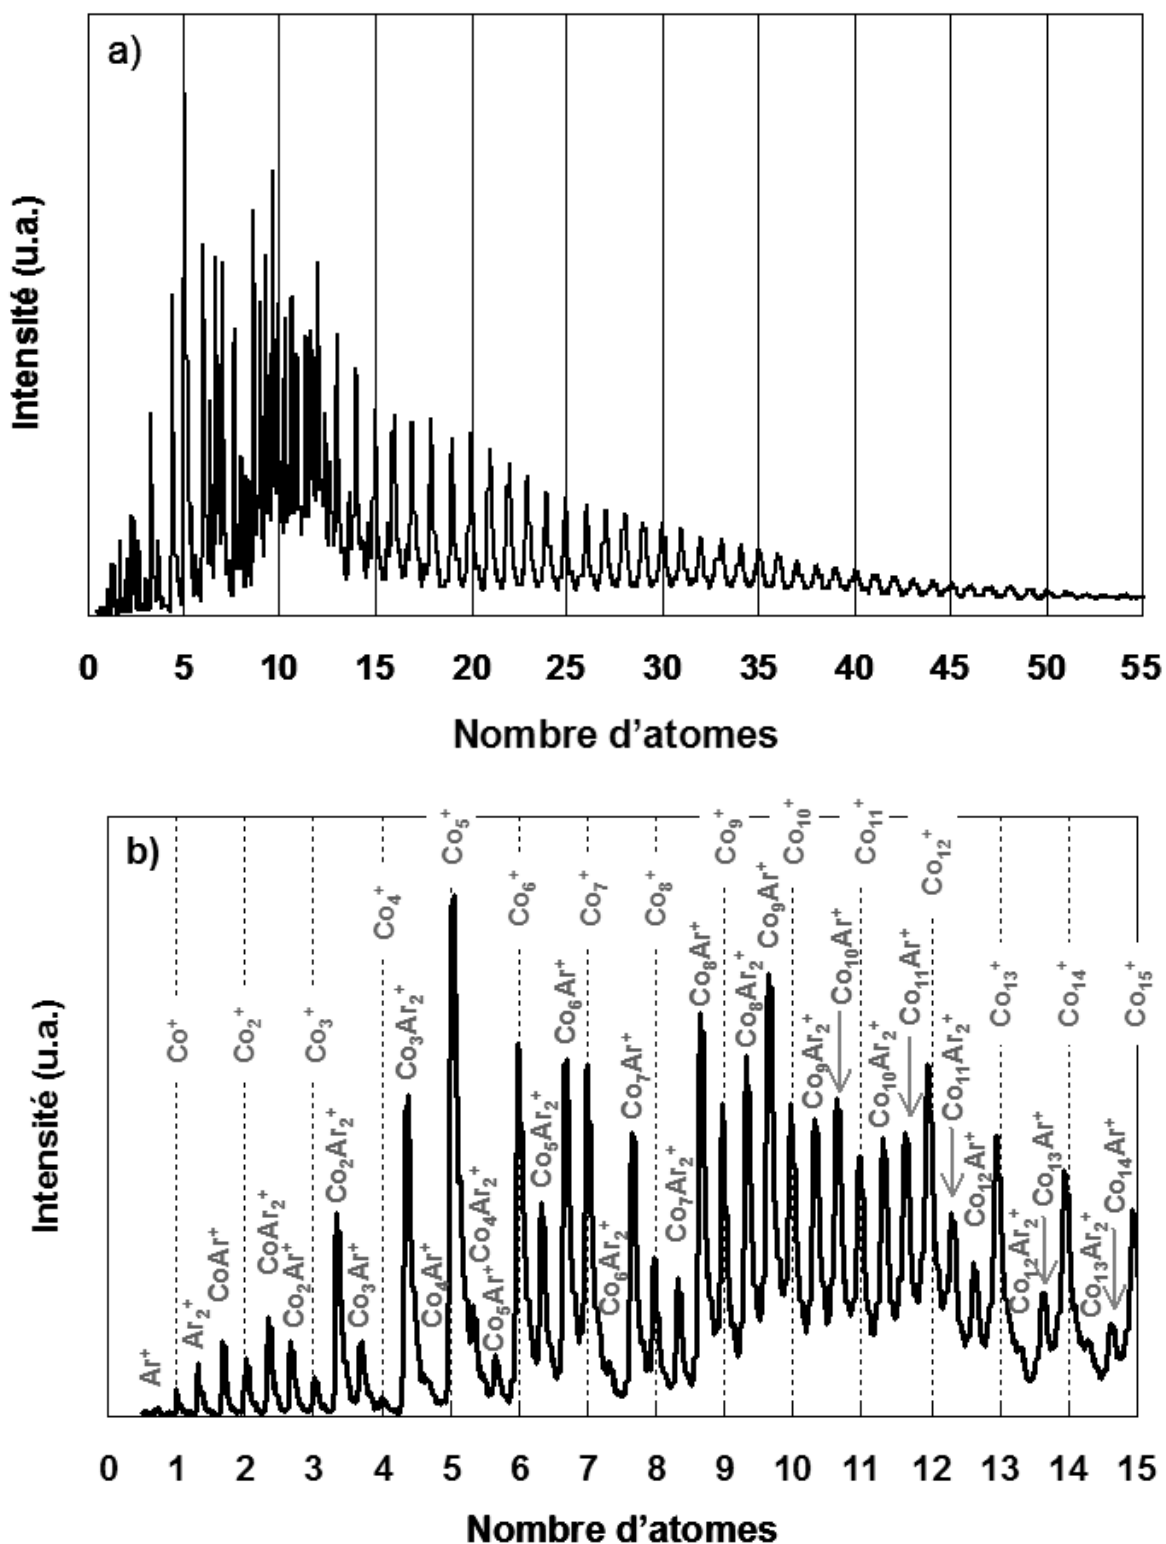 a)
Intensité (u.a.)
0 5 10 15 20 25 30 35 40 45 50 55
Nombre d’atomes
b)
Intensité (u.a.)
Ar⁺
Co⁺
Ar₂⁺
CoAr⁺
Co₂⁺
CoAr₂⁺
Co₂Ar⁺
Co₃⁺
Co₂Ar₂⁺
Co₃Ar⁺
Co₄⁺
Co₃Ar₂⁺
Co₄Ar⁺
Co₅⁺
Co₄Ar₂⁺
Co₅Ar⁺
Co₆⁺
Co₅Ar₂⁺
Co₆Ar⁺
Co₇⁺
Co₆Ar₂⁺
Co₇Ar⁺
Co₈⁺
Co₇Ar₂⁺
Co₈Ar⁺
Co₉⁺
Co₈Ar₂⁺
Co₉Ar⁺
Co₁₀⁺
Co₉Ar₂⁺
Co₁₀Ar⁺
Co₁₁⁺
Co₁₀Ar₂⁺
Co₁₁Ar⁺
Co₁₂⁺
Co₁₁Ar₂⁺
Co₁₂Ar⁺
Co₁₃⁺
Co₁₂Ar₂⁺
Co₁₃Ar⁺
Co₁₄⁺
Co₁₃Ar₂⁺
Co₁₄Ar⁺
Co₁₅⁺
0 1 2 3 4 5 6 7 8 9 10 11 12 13 14 15
Nombre d’atomes